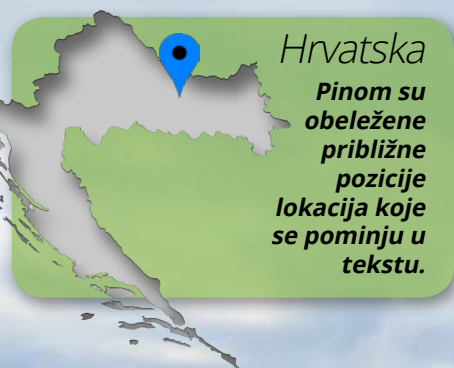 Hrvatska
Pinom su
obeležene
približne
pozicije
lokacija koje
se pominju u
tekstu.